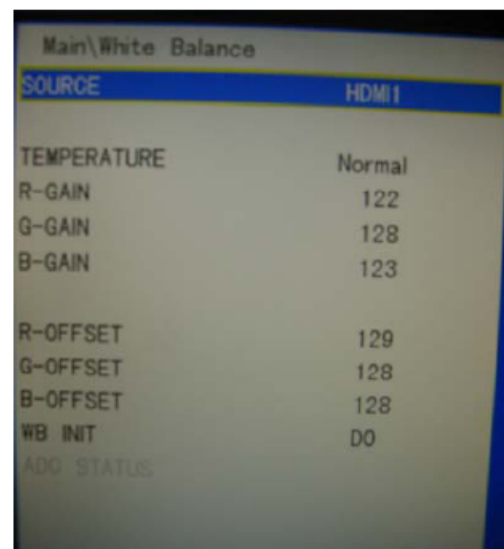 Main\White Balance
SOURCE HDMI1
TEMPERATURE Normal
R-GAIN 122
G-GAIN 128
B-GAIN 123
R-OFFSET 129
G-OFFSET 128
B-OFFSET 128
WB INIT DO
ADC STATUS